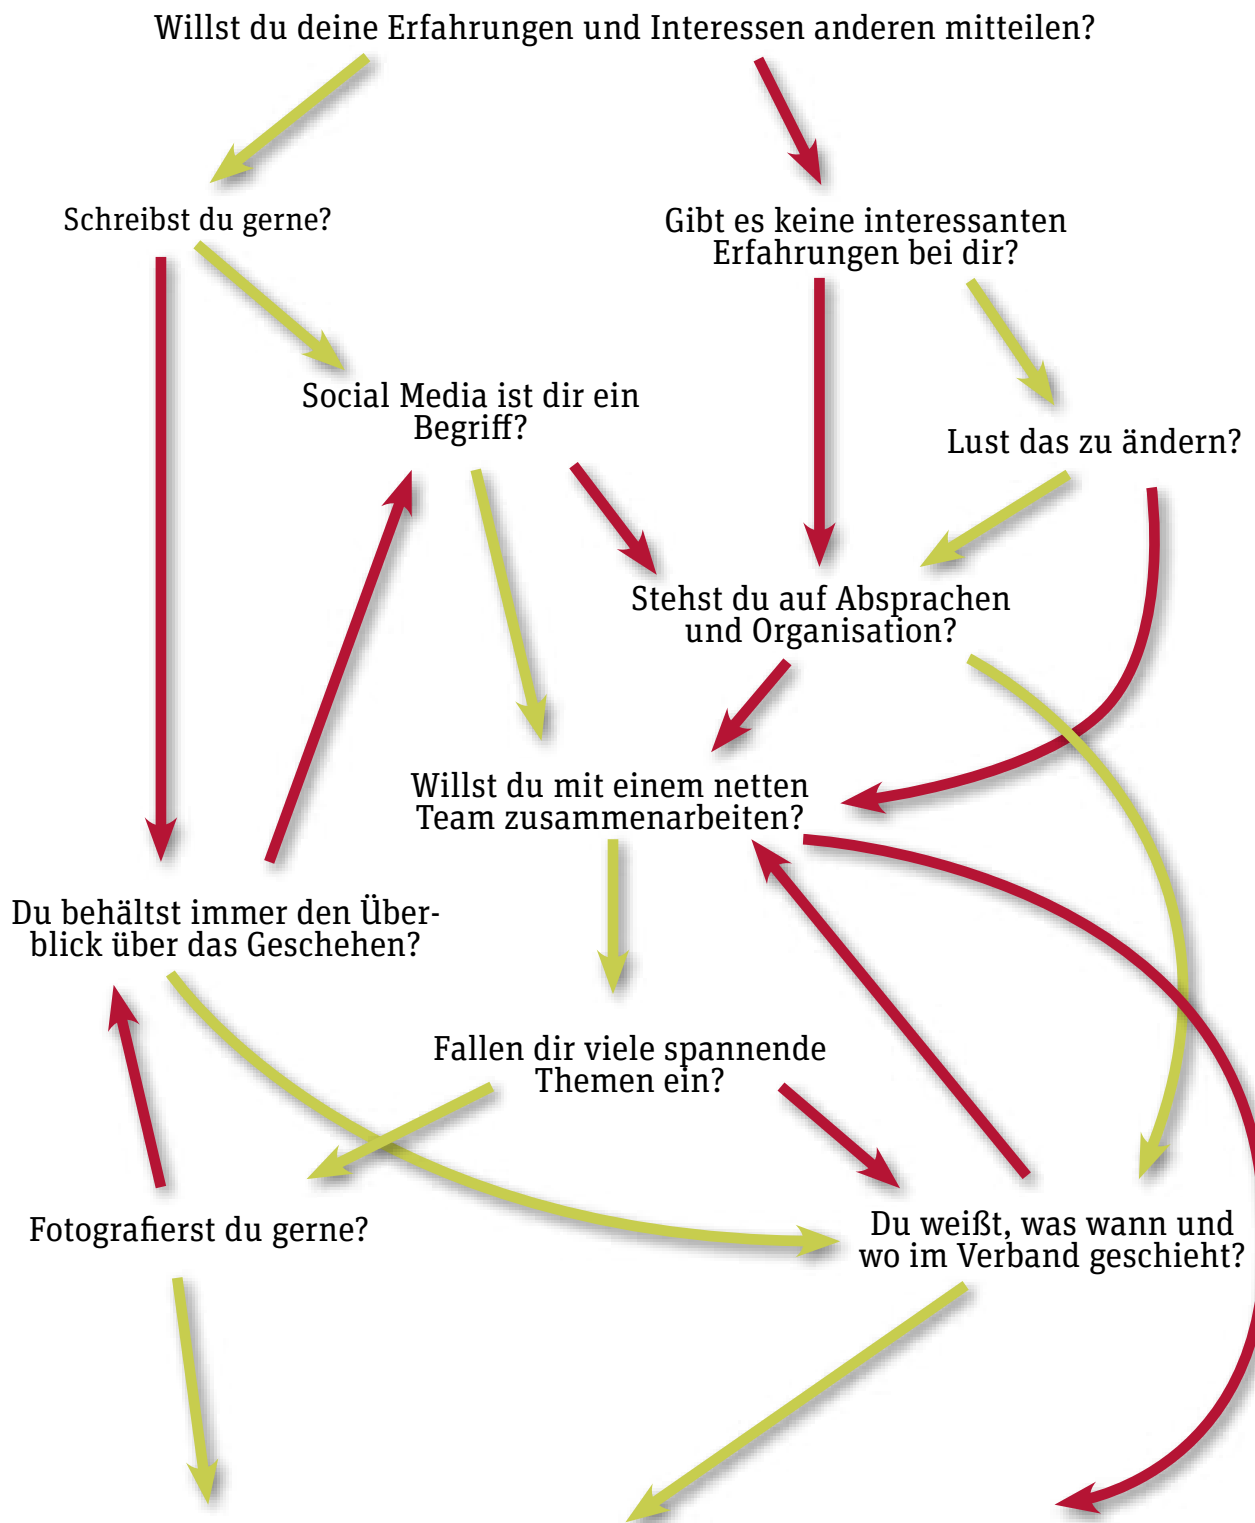 Willst du deine Erfahrungen und Interessen anderen mitteilen?
Schreibst du gerne?
Gibt es keine interessanten
Erfahrungen bei dir?
Social Media ist dir ein
Begriff?
Lust das zu ändern?
Stehst du auf Absprachen
und Organisation?
Willst du mit einem netten
Team zusammenarbeiten?
Du behältst immer den Über-
blick über das Geschehen?
Fallen dir viele spannende
Themen ein?
Fotografierst du gerne?
Du weißt, was wann und
wo im Verband geschieht?